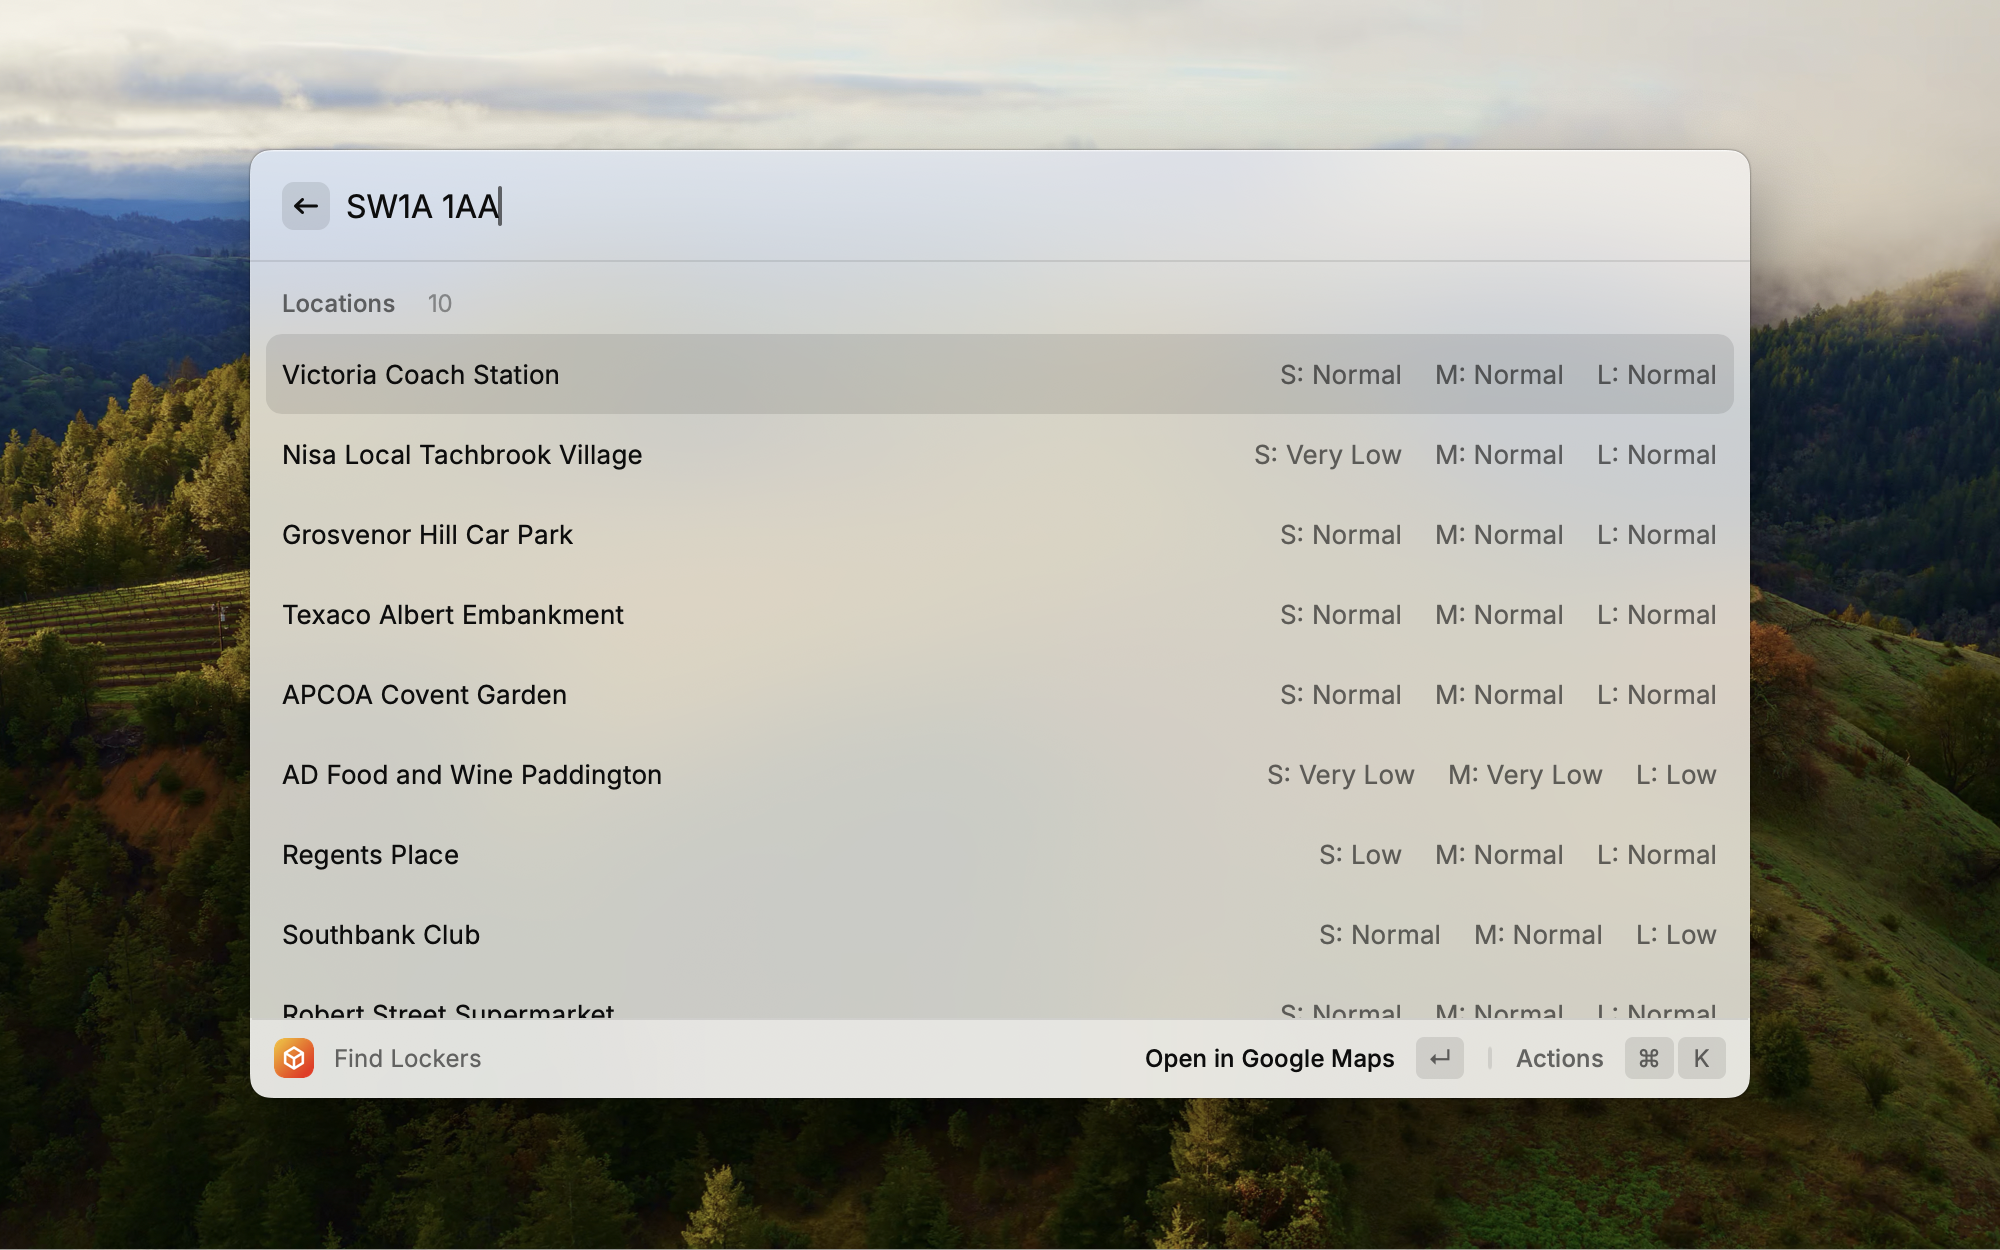 SW1A 1AA
Locations 10
Victoria Coach Station S: Normal M: Normal L: Normal
Nisa Local Tachbrook Village S: Very Low M: Normal L: Normal
Grosvenor Hill Car Park S: Normal M: Normal L: Normal
Texaco Albert Embankment S: Normal M: Normal L: Normal
APCOA Covent Garden S: Normal M: Normal L: Normal
AD Food and Wine Paddington S: Very Low M: Very Low L: Low
Regents Place S: Low M: Normal L: Normal
Southbank Club S: Normal M: Normal L: Low
Robert Street Supermarket S: Normal M: Normal L: Normal
Find Lockers Open in Google Maps ↵ Actions ⌘ K